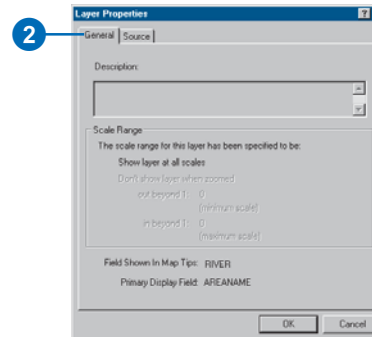 Layer Properties ?
2
General Source
Description:
Scale Range
The scale range for this layer has been specified to be:
Show layer at all scales
Don't show layer when zoomed
out beyond 1: 0
(minimum scale)
in beyond 1: 0
(maximum scale)
Field Shown In Map Tips: RIVER
Primary Display Field: AREANAME
OK Cancel